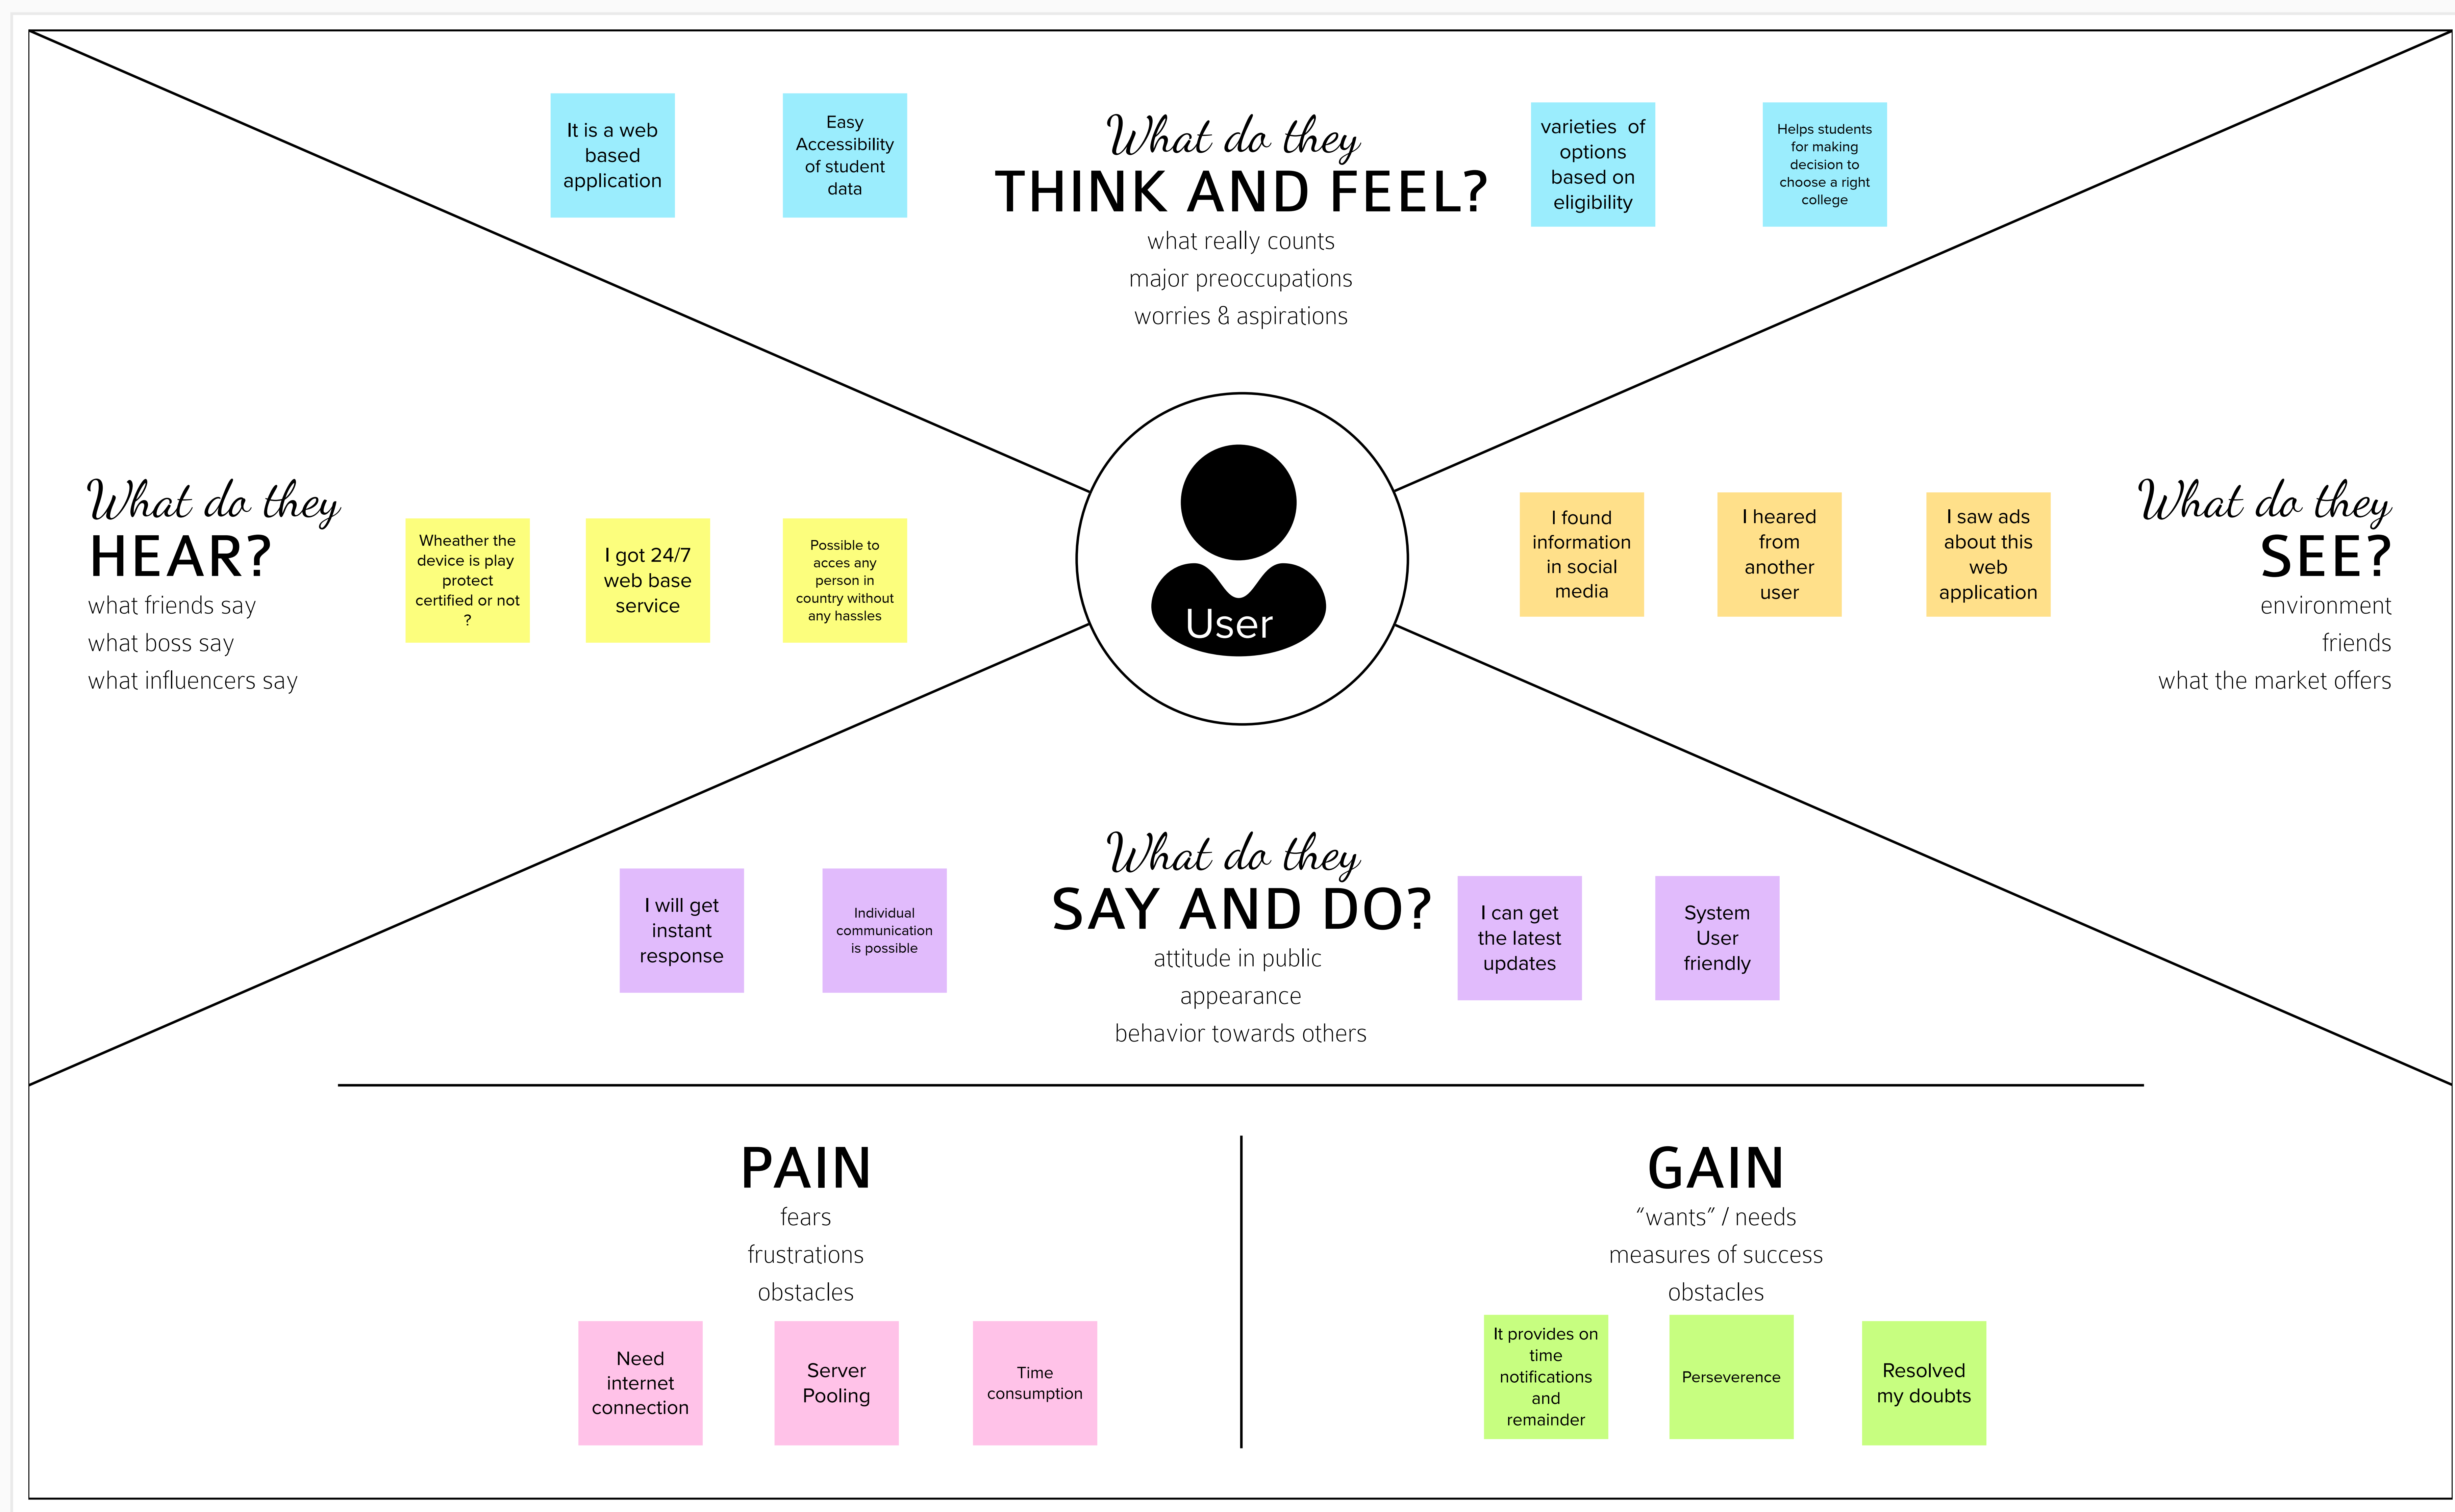 It is a web
based
application
Easy
Accessibility
of student
data
What do they
THINK AND FEEL?
what really counts
major preoccupations
worries & aspirations
varieties  of
options
based on
eligibility
Helps students
for making
decision to
choose a right
college
What do they
HEAR?
what friends say
what boss say
what influencers say
Wheather the
device is play
protect
certified or not
?
I got 24/7
web base
service
Possible to
acces any
person in
country without
any hassles
User
I found
information
in social
media
I heared
from
another
user
I saw ads
about this
web
application
What do they
SEE?
environment
friends
what the market offers
I will get
instant
response
Individual
communication
is possible
What do they
SAY AND DO?
attitude in public
appearance
behavior towards others
I can get
the latest
updates
System
User
friendly
PAIN
fears
frustrations
obstacles
Need
internet
connection
Server
Pooling
Time
consumption
GAIN
“wants” / needs
measures of success
obstacles
It provides on
time
notifications
and
remainder
Perseverence
Resolved
my doubts